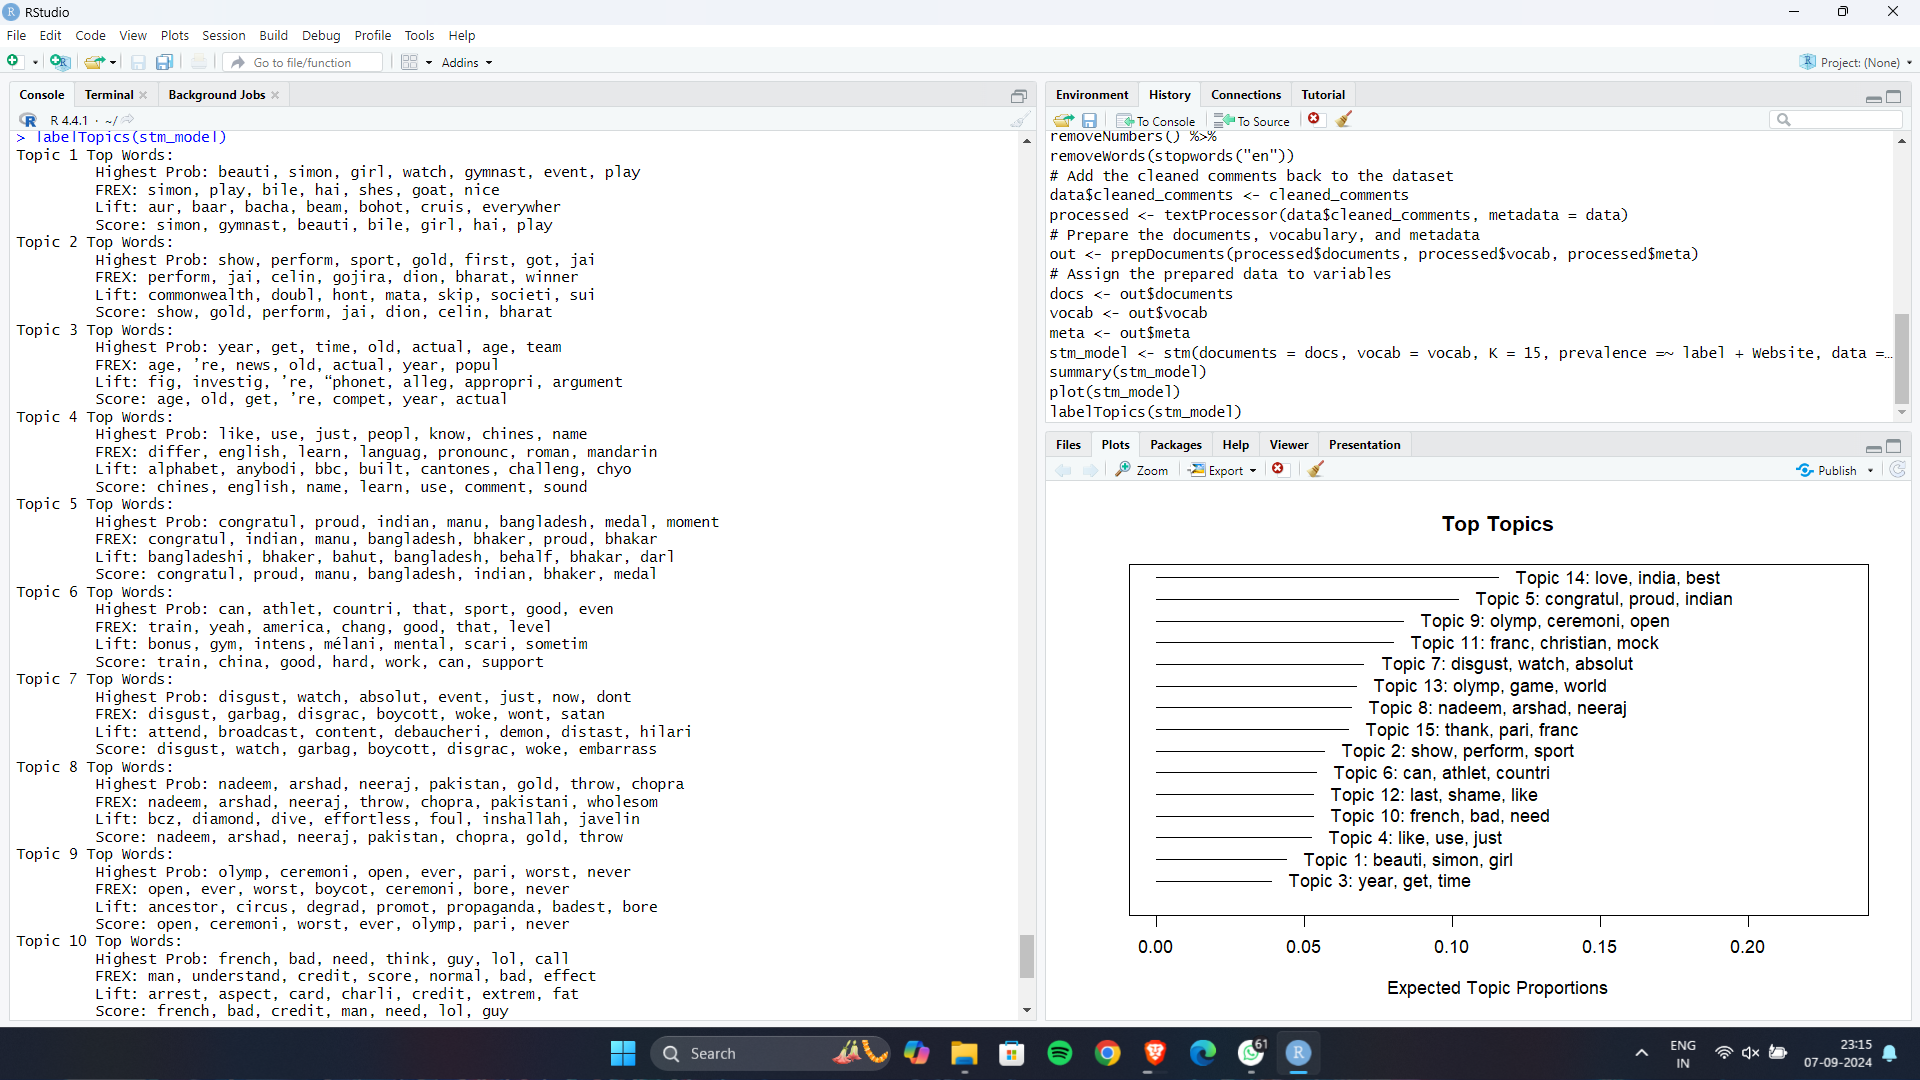 RStudio
File Edit Code View Plots Session Build Debug Profile Tools Help
Go to file/function Addins Project: (None)
Console Terminal Background Jobs
R 4.4.1 · ~/
> labelTopics(stm_model)
Topic 1 Top Words:
Highest Prob: beauti, simon, girl, watch, gymnast, event, play
FREX: simon, play, bile, hai, shes, goat, nice
Lift: aur, baar, bacha, beam, bohot, cruis, everywher
Score: simon, gymnast, beauti, bile, girl, hai, play
Topic 2 Top Words:
Highest Prob: show, perform, sport, gold, first, got, jai
FREX: perform, jai, celin, gojira, dion, bharat, winner
Lift: commonwealth, doubl, hont, mata, skip, societi, sui
Score: show, gold, perform, jai, dion, celin, bharat
Topic 3 Top Words:
Highest Prob: year, get, time, old, actual, age, team
FREX: age, ’re, news, old, actual, year, popul
Lift: fig, investig, ’re, “phonet, alleg, appropri, argument
Score: age, old, get, ’re, compet, year, actual
Topic 4 Top Words:
Highest Prob: like, use, just, peopl, know, chines, name
FREX: differ, english, learn, languag, pronounc, roman, mandarin
Lift: alphabet, anybodi, bbc, built, cantones, challeng, chyo
Score: chines, english, name, learn, use, comment, sound
Topic 5 Top Words:
Highest Prob: congratul, proud, indian, manu, bangladesh, medal, moment
FREX: congratul, indian, manu, bangladesh, bhaker, proud, bhakar
Lift: bangladeshi, bhaker, bahut, bangladesh, behalf, bhakar, darl
Score: congratul, proud, manu, bangladesh, indian, bhaker, medal
Topic 6 Top Words:
Highest Prob: can, athlet, countri, that, sport, good, even
FREX: train, yeah, america, chang, good, that, level
Lift: bonus, gym, intens, mélani, mental, scari, sometim
Score: train, china, good, hard, work, can, support
Topic 7 Top Words:
Highest Prob: disgust, watch, absolut, event, just, now, dont
FREX: disgust, garbag, disgrac, boycott, woke, wont, satan
Lift: attend, broadcast, content, debaucheri, demon, distast, hilari
Score: disgust, watch, garbag, boycott, disgrac, woke, embarrass
Topic 8 Top Words:
Highest Prob: nadeem, arshad, neeraj, pakistan, gold, throw, chopra
FREX: nadeem, arshad, neeraj, throw, chopra, pakistani, wholesom
Lift: bcz, diamond, dive, effortless, foul, inshallah, javelin
Score: nadeem, arshad, neeraj, pakistan, chopra, gold, throw
Topic 9 Top Words:
Highest Prob: olymp, ceremoni, open, ever, pari, worst, never
FREX: open, ever, worst, boycot, ceremoni, bore, never
Lift: ancestor, circus, degrad, promot, propaganda, badest, bore
Score: open, ceremoni, worst, ever, olymp, pari, never
Topic 10 Top Words:
Highest Prob: french, bad, need, think, guy, lol, call
FREX: man, understand, credit, score, normal, bad, effect
Lift: arrest, aspect, card, charli, credit, extrem, fat
Score: french, bad, credit, man, need, lol, guy
Environment History Connections Tutorial
To Console To Source
removeNumbers() %>%
removeWords(stopwords("en"))
# Add the cleaned comments back to the dataset
data$cleaned_comments <- cleaned_comments
processed <- textProcessor(data$cleaned_comments, metadata = data)
# Prepare the documents, vocabulary, and metadata
out <- prepDocuments(processed$documents, processed$vocab, processed$meta)
# Assign the prepared data to variables
docs <- out$documents
vocab <- out$vocab
meta <- out$meta
stm_model <- stm(documents = docs, vocab = vocab, K = 15, prevalence =~ label + Website, data =…
summary(stm_model)
plot(stm_model)
labelTopics(stm_model)
Files Plots Packages Help Viewer Presentation
Zoom Export Publish
Top Topics
Topic 14: love, india, best
Topic 5: congratul, proud, indian
Topic 9: olymp, ceremoni, open
Topic 11: franc, christian, mock
Topic 7: disgust, watch, absolut
Topic 13: olymp, game, world
Topic 8: nadeem, arshad, neeraj
Topic 15: thank, pari, franc
Topic 2: show, perform, sport
Topic 6: can, athlet, countri
Topic 12: last, shame, like
Topic 10: french, bad, need
Topic 4: like, use, just
Topic 1: beauti, simon, girl
Topic 3: year, get, time
0.00 0.05 0.10 0.15 0.20
Expected Topic Proportions
Search
61
ENG
IN
23:15
07-09-2024